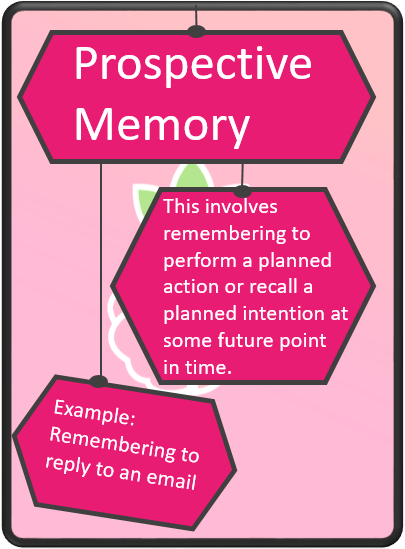 Prospective
Memory
This involves
remembering to
perform a planned
action or recall a
planned intention at
some future point
in time.
Example:
Remembering to
reply to an email